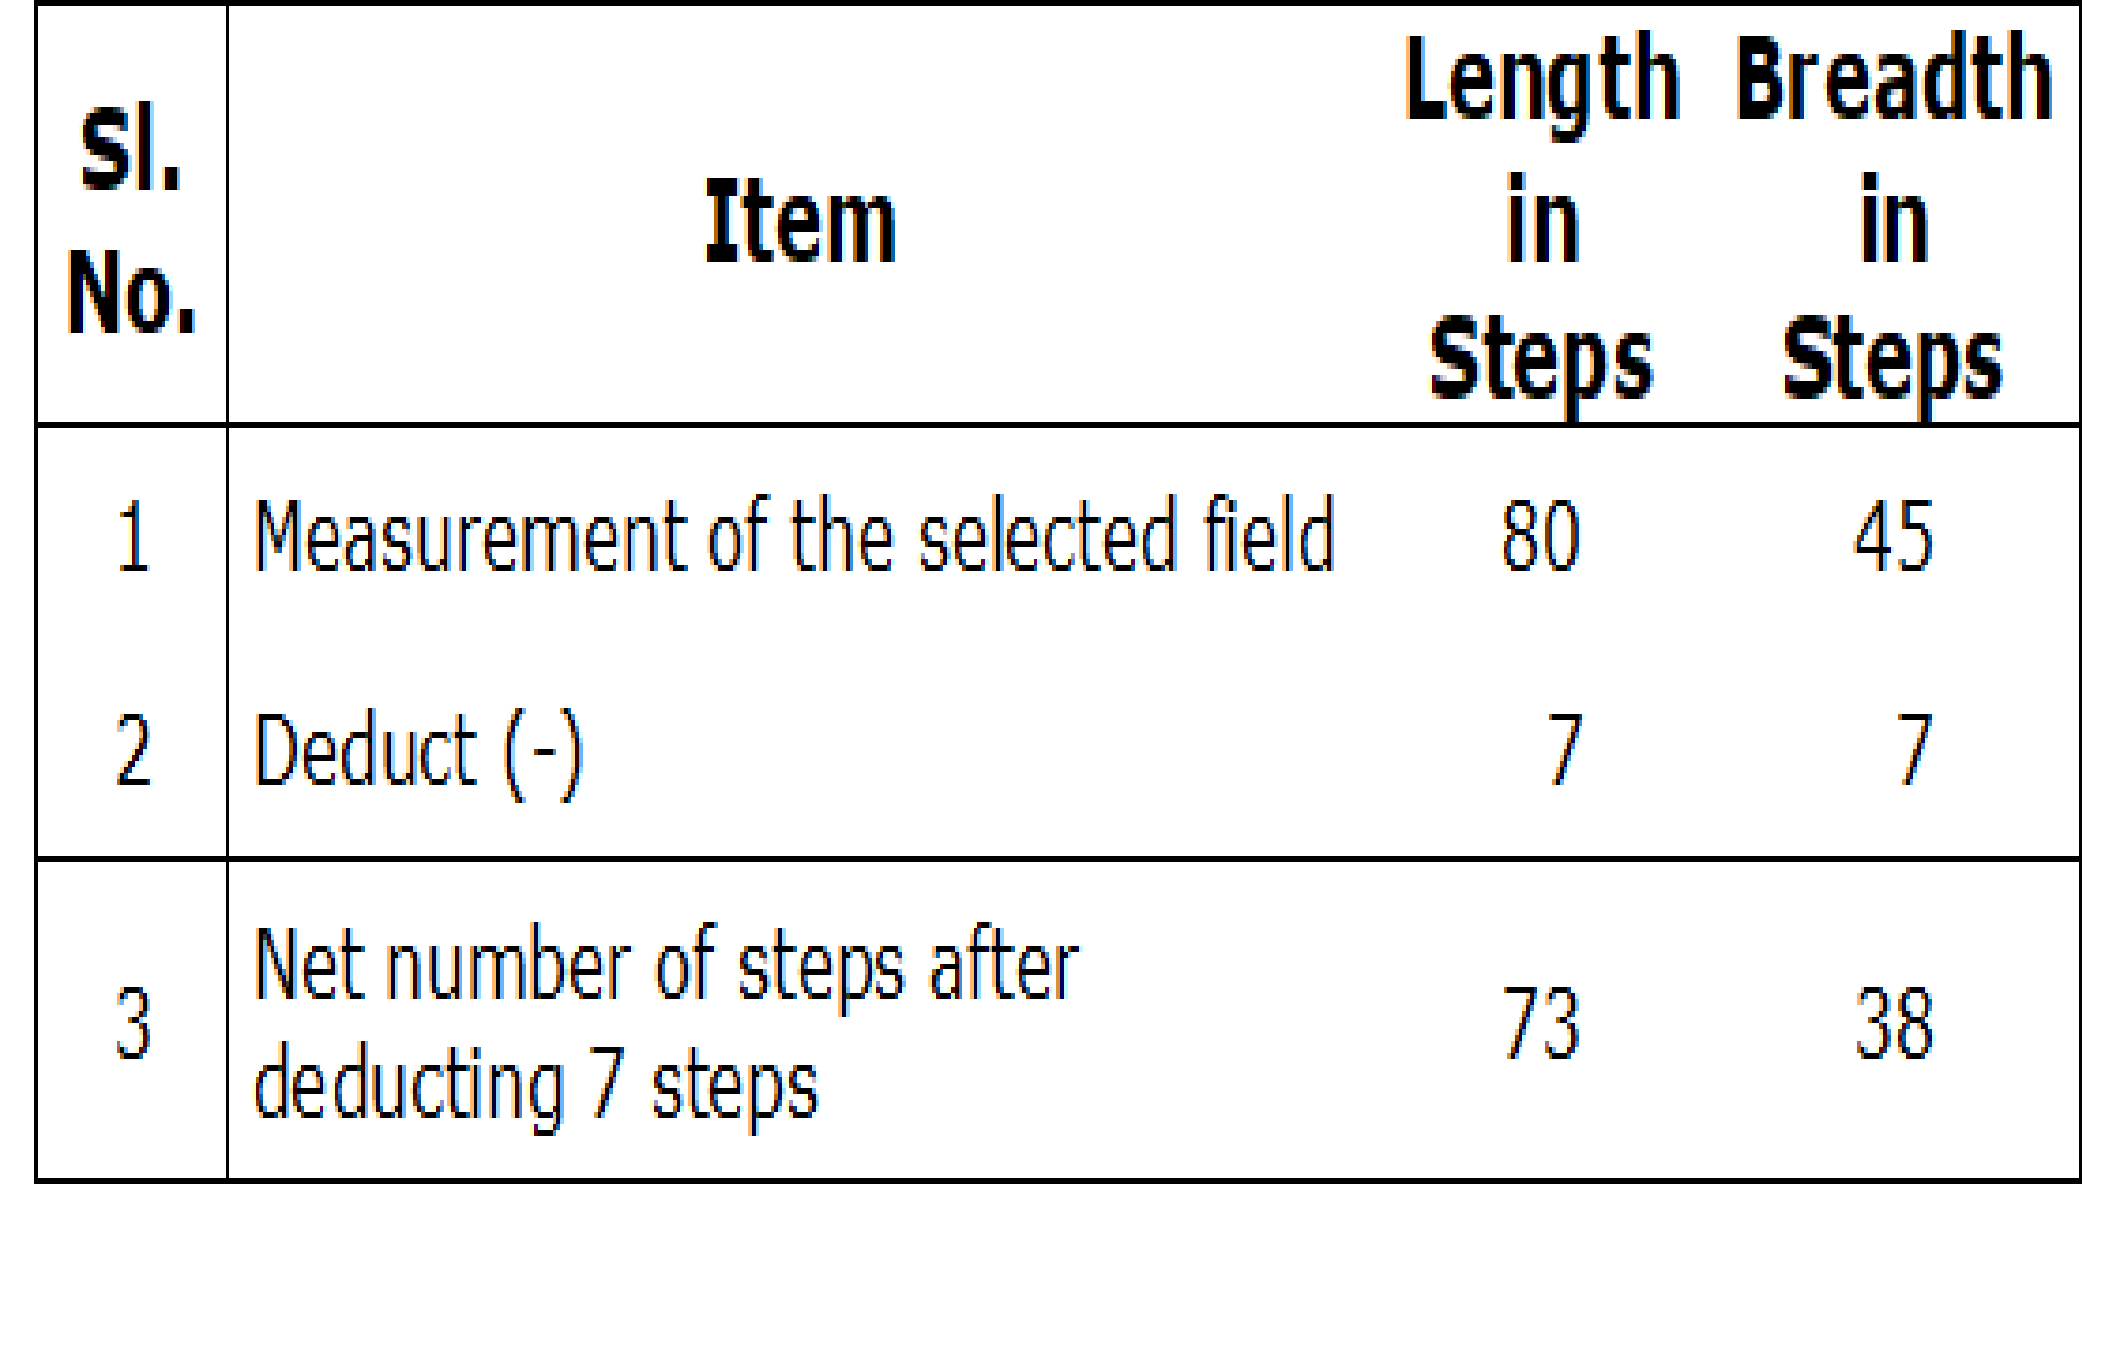 Sl. No. Item Length in Steps Breadth in Steps
1 Measurement of the selected field 80 45
2 Deduct (-) 7 7
3 Net number of steps after deducting 7 steps 73 38